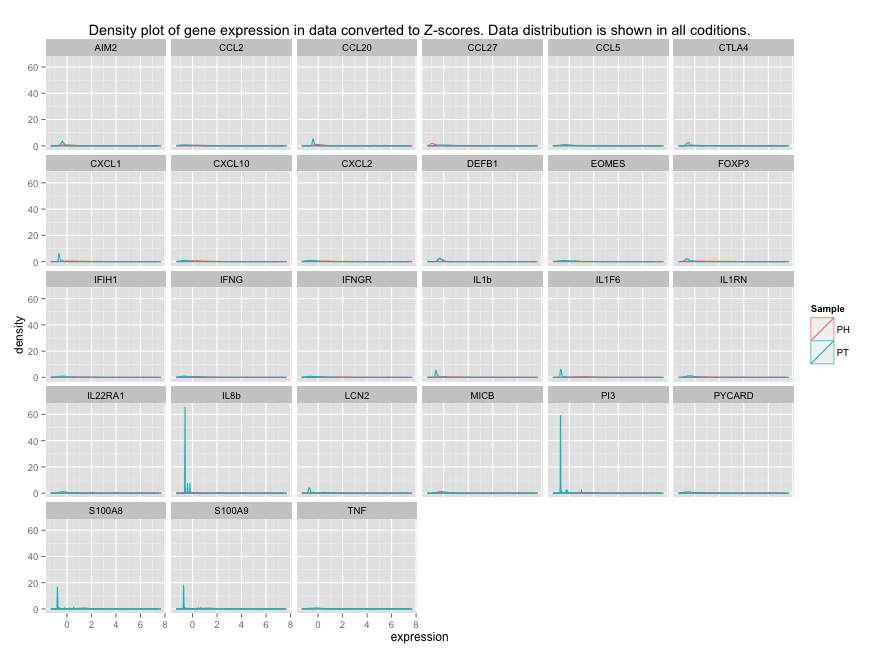 Density plot of gene expression in data converted to Z-scores. Data distribution is shown in all coditions.
AIM2 CCL2 CCL20 CCL27 CCL5 CTLA4
60
40
20
0
CXCL1 CXCL10 CXCL2 DEFB1 EOMES FOXP3
60
40
20
0
IFIH1 IFNG IFNGR IL1b IL1F6 IL1RN
60
40
20
0
IL22RA1 IL8b LCN2 MICB PI3 PYCARD
60
40
20
0
S100A8 S100A9 TNF
60
40
20
0
0 2 4 6 8 0 2 4 6 8 0 2 4 6 8
expression
density
Sample
PH
PT